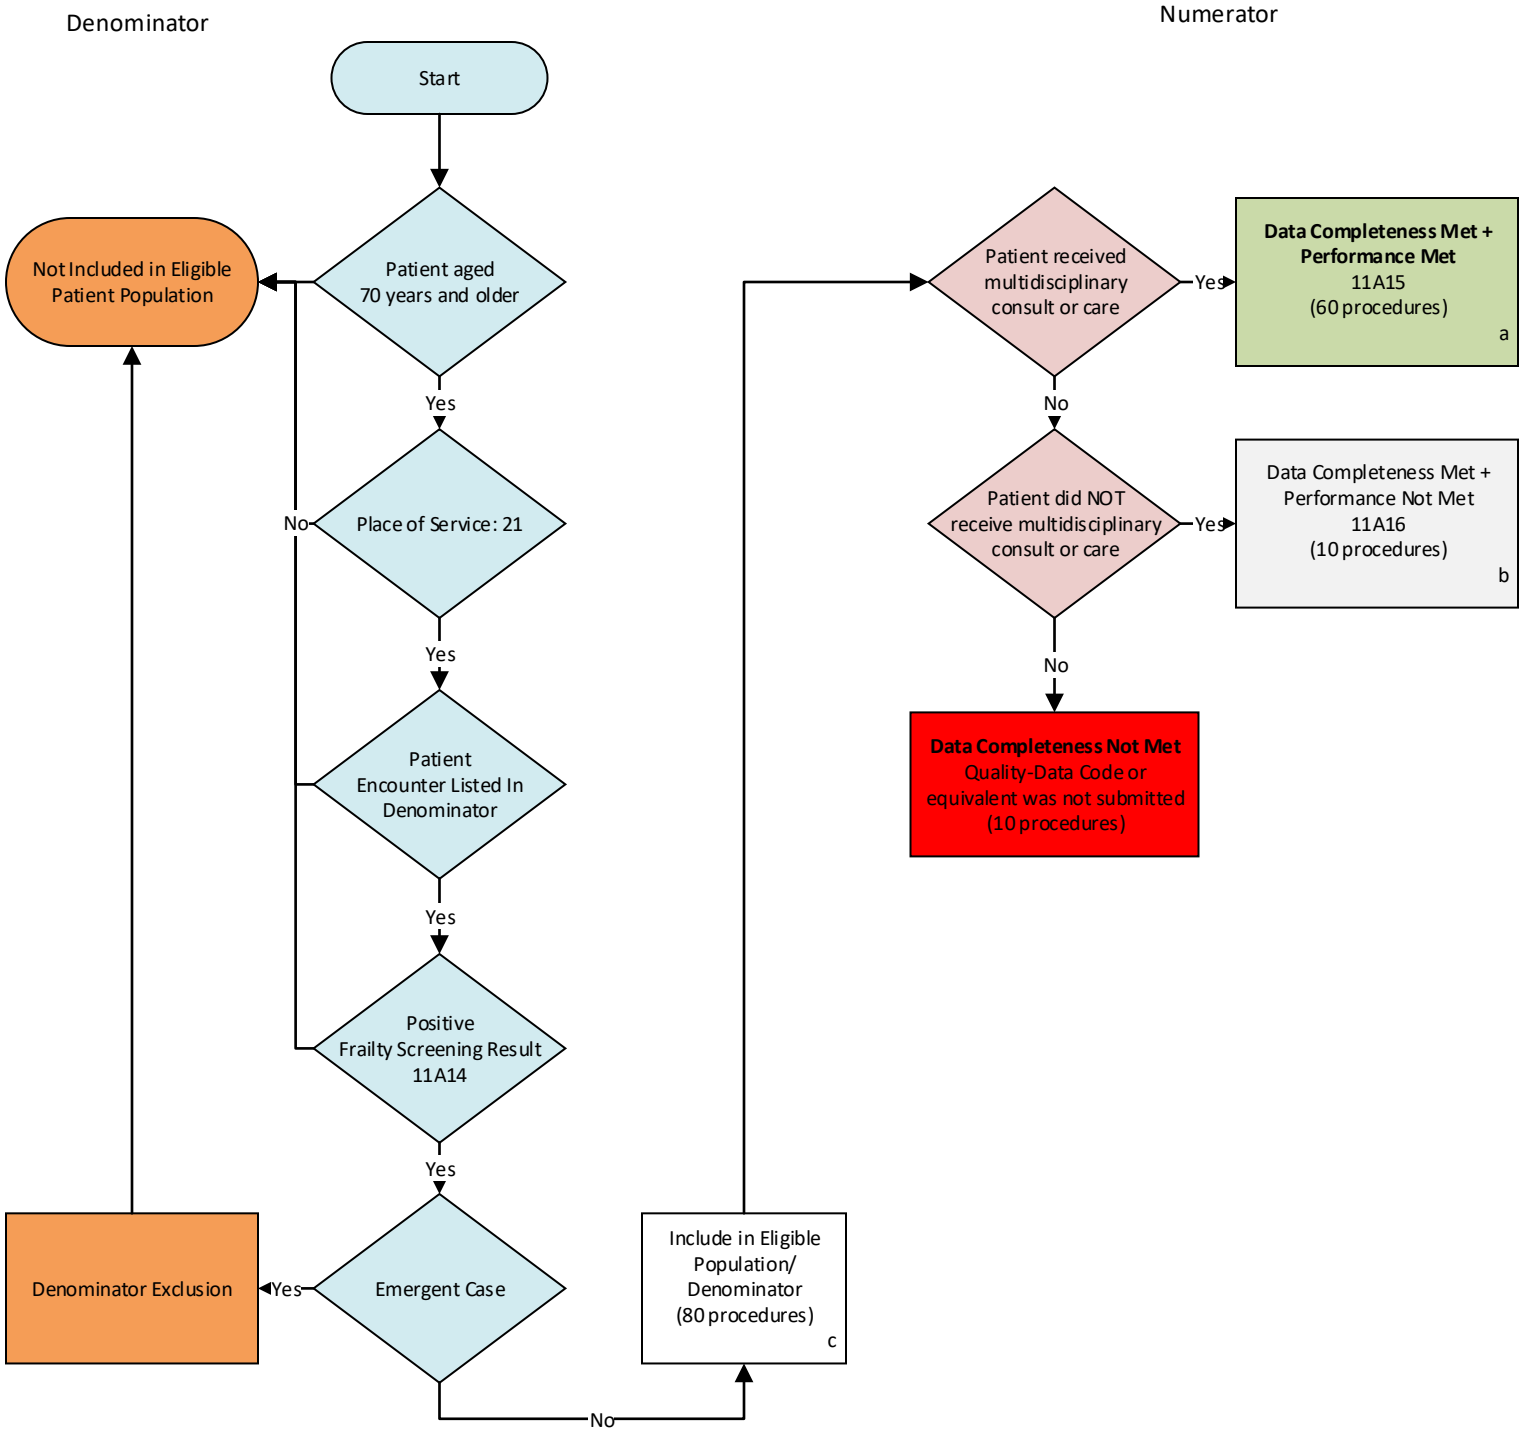 Denominator
Numerator
Start
Patient aged
70 years and older
Not Included in Eligible
Patient Population
Yes
Place of Service: 21
No
Yes
Patient
Encounter Listed In
Denominator
Yes
Positive
Frailty Screening Result
11A14
Yes
Emergent Case
Yes
Denominator Exclusion
No
Include in Eligible
Population/
Denominator
(80 procedures)
c
Patient received
multidisciplinary
consult or care
Yes
Data Completeness Met +
Performance Met
11A15
(60 procedures)
a
No
Patient did NOT
receive multidisciplinary
consult or care
Yes
Data Completeness Met +
Performance Not Met
11A16
(10 procedures)
b
No
Data Completeness Not Met
Quality-Data Code or
equivalent was not submitted
(10 procedures)